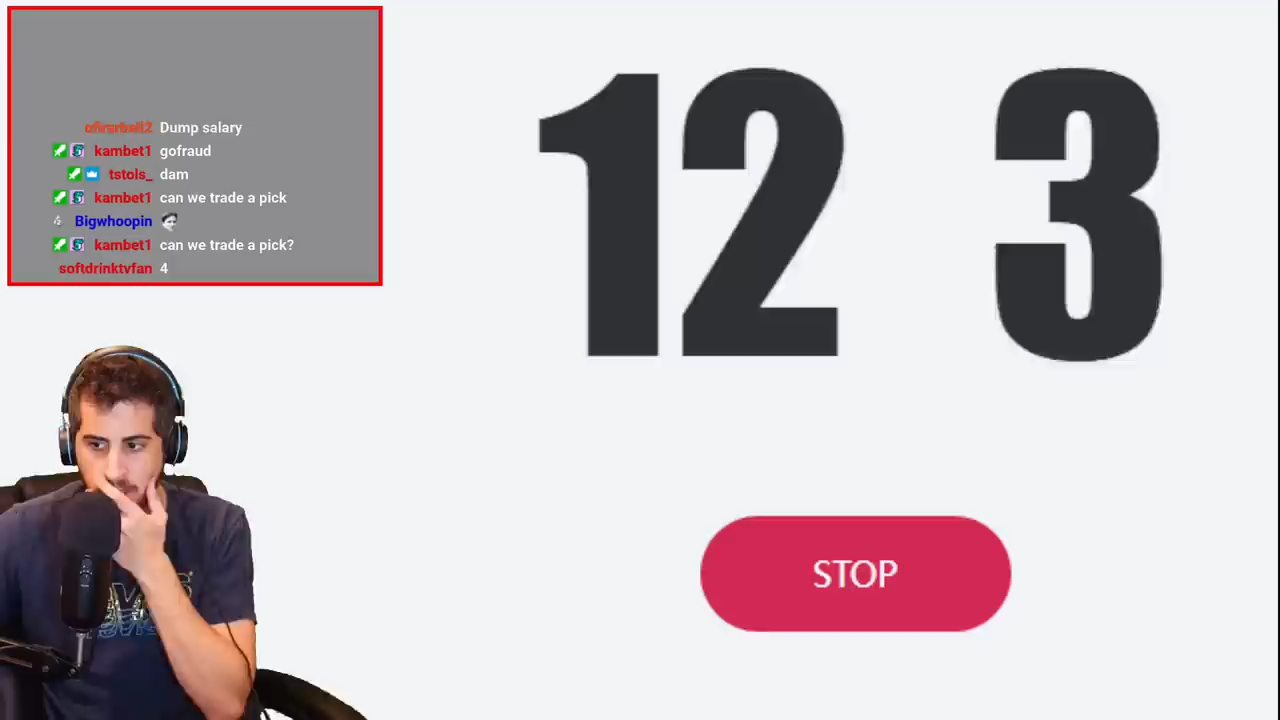 Dump salary
kambet1 gofraud
tstols_ dam
kambet1 can we trade a pick
Bigwhoopin
kambet1 can we trade a pick?
softdrinktvfan 4
12 3
STOP